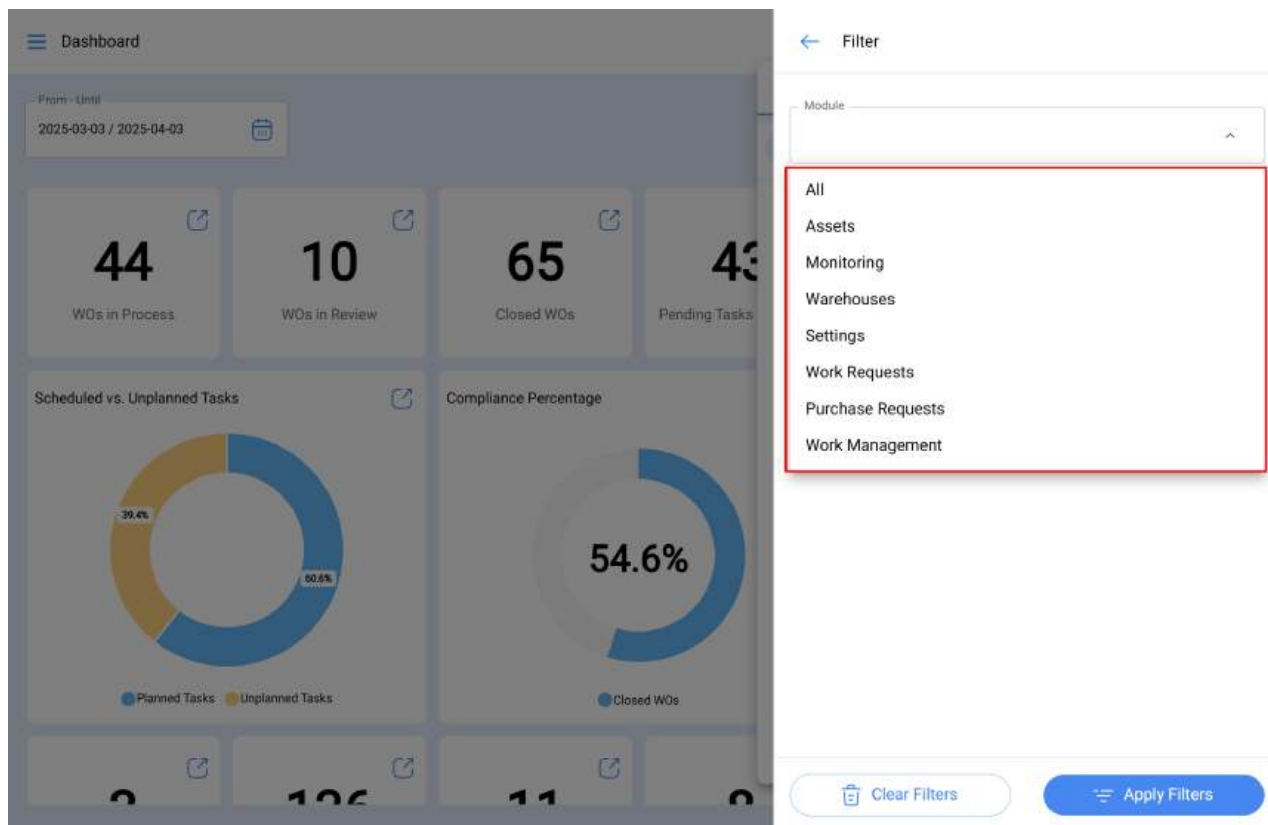 Dashboard
From - Until
2025-03-03 / 2025-04-03
44
WOs in Process
10
WOs in Review
65
Closed WOs
Pending Tasks
Scheduled vs. Unplanned Tasks
39.4%
60.6%
Planned Tasks
Unplanned Tasks
Compliance Percentage
54.6%
Closed WOs
Filter
Module
All
Assets
Monitoring
Warehouses
Settings
Work Requests
Purchase Requests
Work Management
Clear Filters
Apply Filters